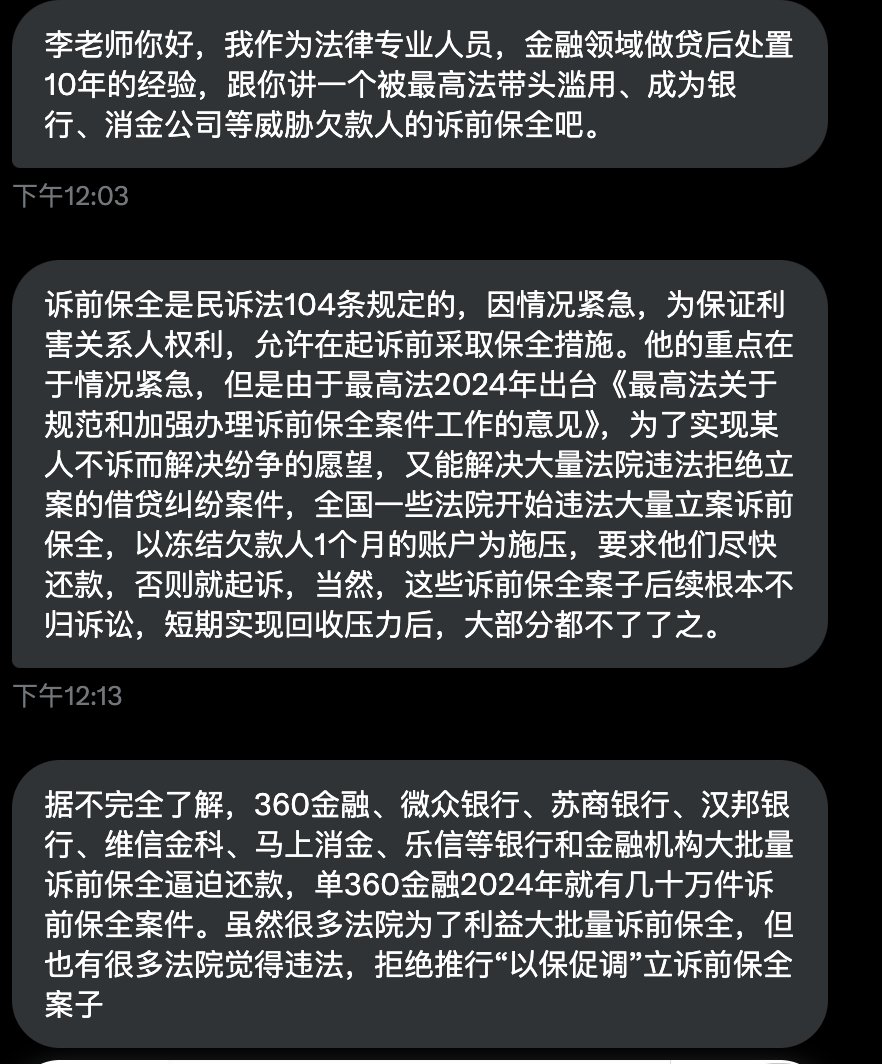 李老师你好，我作为法律专业人员，金融领域做贷后处置
10年的经验，跟你讲一个被最高法带头滥用、成为银
行、消金公司等威胁欠款人的诉前保全吧。
下午12:03
诉前保全是民诉法104条规定的，因情况紧急，为保证利
害关系人权利，允许在起诉前采取保全措施。他的重点在
于情况紧急，但是由于最高法2024年出台《最高法关于
规范和加强办理诉前保全案件工作的意见》，为了实现某
人不诉而解决纷争的愿望，又能解决大量法院违法拒绝立
案的借贷纠纷案件，全国一些法院开始违法大量立案诉前
保全，以冻结欠款人1个月的账户为施压，要求他们尽快
还款，否则就起诉，当然，这些诉前保全案子后续根本不
归诉讼，短期实现回收压力后，大部分都不了了之。
下午12:13
据不完全了解，360金融、微众银行、苏商银行、汉邦银
行、维信金科、马上消金、乐信等银行和金融机构大批量
诉前保全逼迫还款，单360金融2024年就有几十万件诉
前保全案件。虽然很多法院为了利益大批量诉前保全，但
也有很多法院觉得违法，拒绝推行“以保促调”立诉前保全
案子